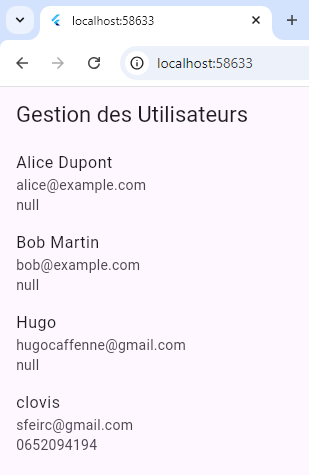 localhost:58633
localhost:58633
Gestion des Utilisateurs
Alice Dupont
alice@example.com
null
Bob Martin
bob@example.com
null
Hugo
hugocaffenne@gmail.com
null
clovis
sfeirc@gmail.com
0652094194